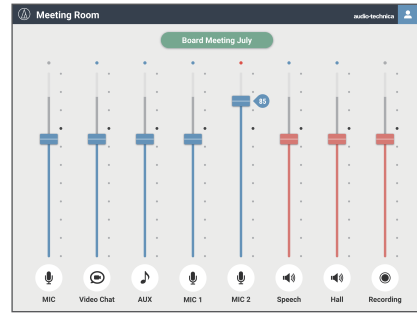 Meeting Room
audio-technica
Board Meeting July
85
MIC
Video Chat
AUX
MIC 1
MIC 2
Speech
Hall
Recording